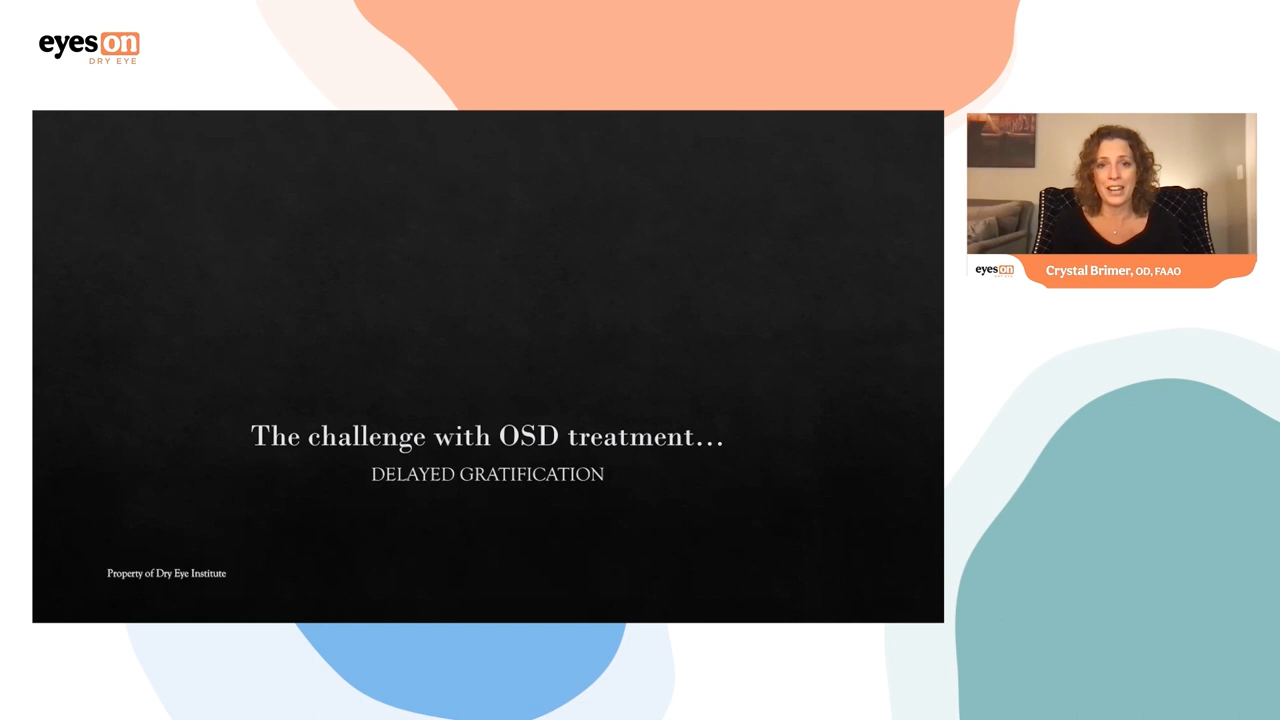 eyes on
DRY EYE
The challenge with OSD treatment...
DELAYED GRATIFICATION
Property of Dry Eye Institute
eyes on
Crystal Brimer, OD, FAAO